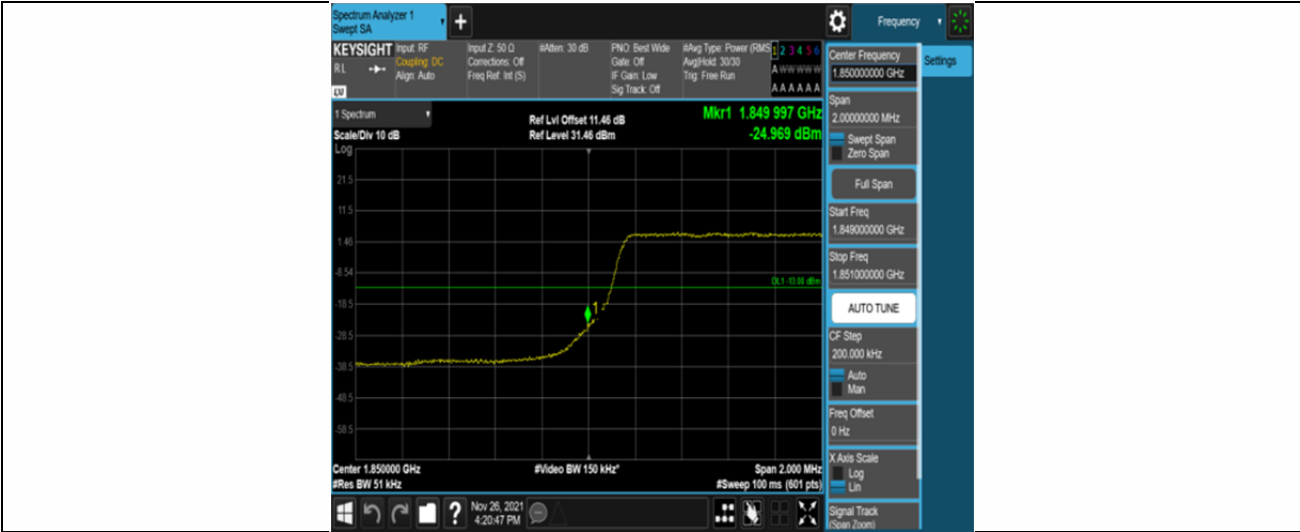 Spectrum Analyzer 1
Swept SA
+
Frequency
KEYSIGHT
Input: RF
Input Z: 50 Ω
#Atten: 30 dB
PNO: Best Wide
#Avg Type: Power (RMS
1 2 3 4 5 6
R L
Coupling: DC
Corrections: Off
Gate: Off
Avg|Hold: 30/30
A W W W W W
Align: Auto
Freq Ref: Int (S)
IF Gain: Low
Trig: Free Run
Sig Track: Off
A A A A A A
LXI
Center Frequency
1.850000000 GHz
Settings
1 Spectrum
Ref Lvl Offset 11.46 dB
Mkr1 1.849 997 GHz
Scale/Div 10 dB
Ref Level 31.46 dBm
-24.969 dBm
Log
21.5
11.5
1.46
-8.54
DL1 -13.00 dBm
-18.5
1
-28.5
-38.5
-48.5
-58.5
Center 1.850000 GHz
#Video BW 150 kHz*
Span 2.000 MHz
#Res BW 51 kHz
#Sweep 100 ms (601 pts)
Span
2.00000000 MHz
Swept Span
Zero Span
Full Span
Start Freq
1.849000000 GHz
Stop Freq
1.851000000 GHz
AUTO TUNE
CF Step
200.000 kHz
Auto
Man
Freq Offset
0 Hz
X Axis Scale
Log
Lin
Signal Track
(Span Zoom)
?
Nov 26, 2021
4:20:47 PM